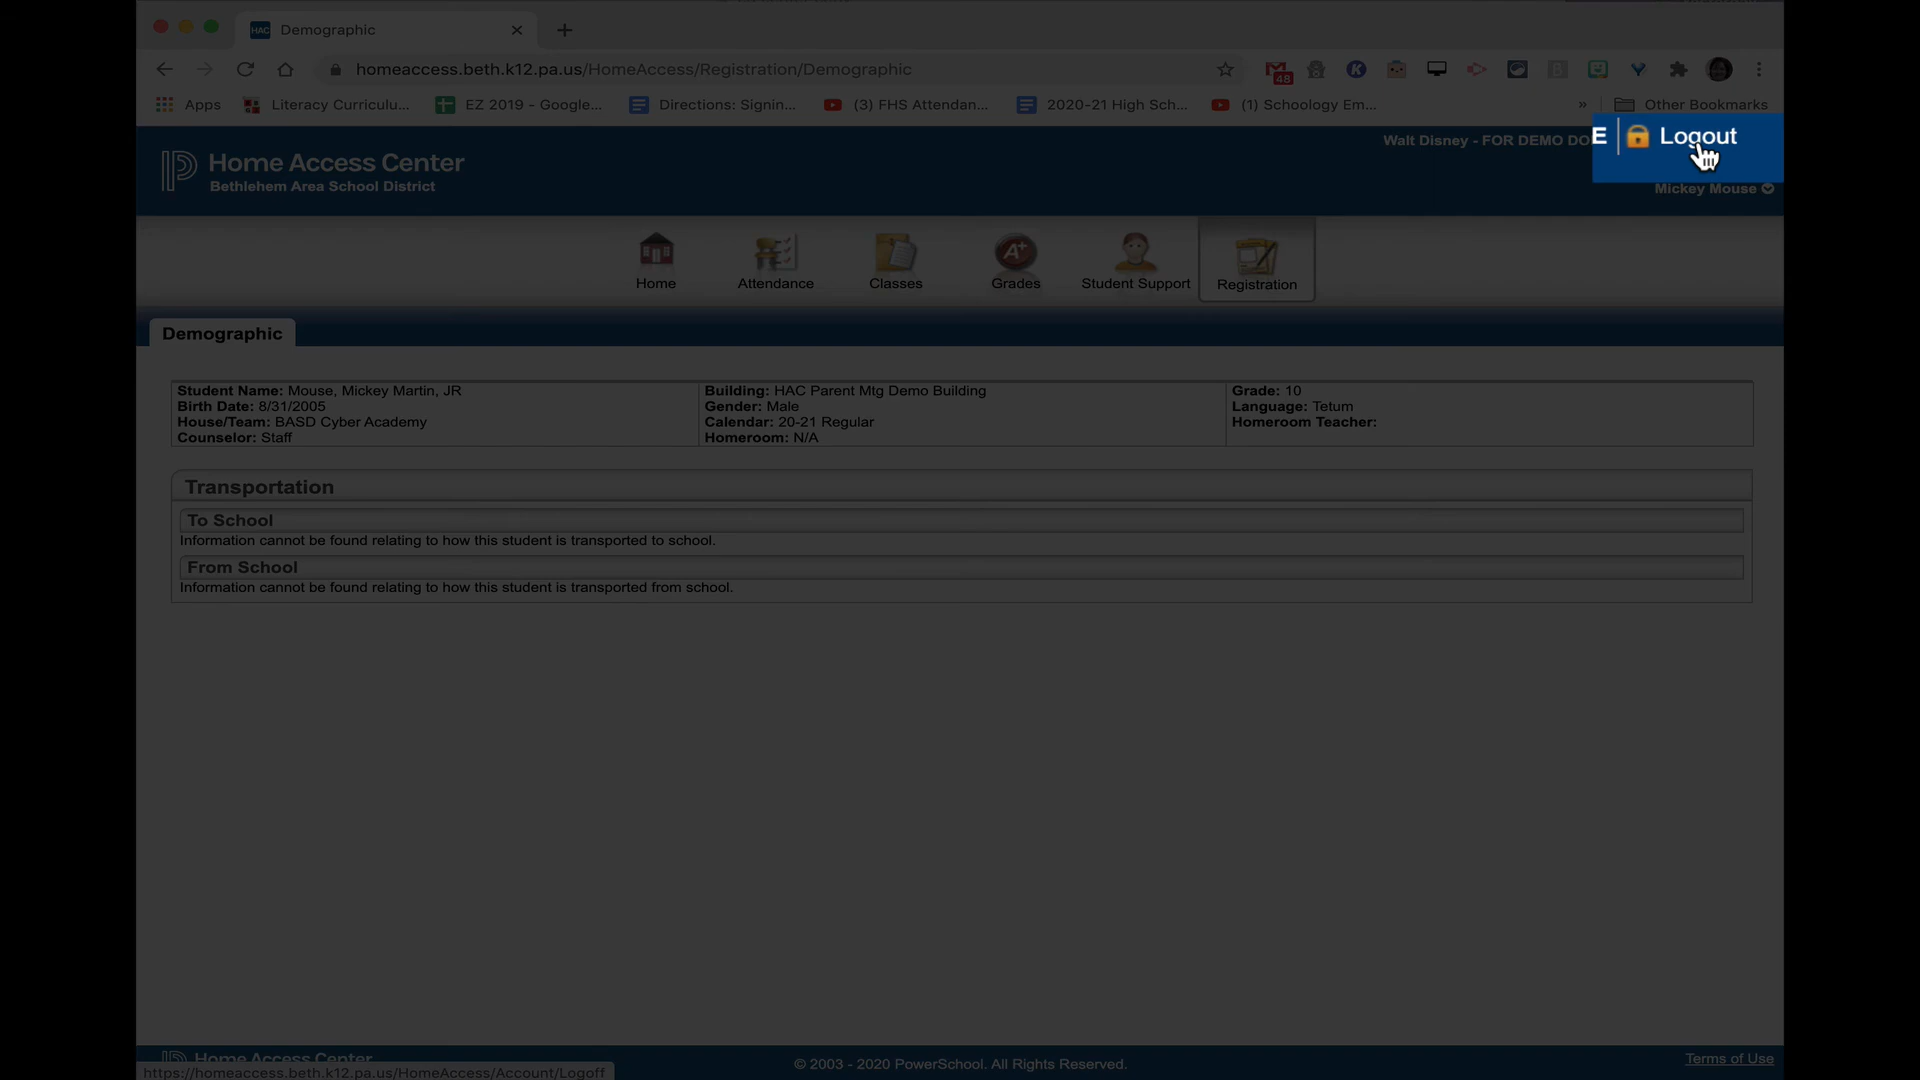 Demographic
homeaccess.beth.k12.pa.us/HomeAccess/Registration/Demographic
48
Apps Literacy Curriculu... EZ 2019 - Google... Directions: Signin... (3) FHS Attendan... 2020-21 High Sch... (1) Schoology Em... » Other Bookmarks
Home Access Center
Bethlehem Area School District
Walt Disney - FOR DEMO DO
E | Logout
Mickey Mouse
Home Attendance Classes Grades Student Support Registration
Demographic
Student Name: Mouse, Mickey Martin, JR
Birth Date: 8/31/2005
House/Team: BASD Cyber Academy
Counselor: Staff
Building: HAC Parent Mtg Demo Building
Gender: Male
Calendar: 20-21 Regular
Homeroom: N/A
Grade: 10
Language: Tetum
Homeroom Teacher:
Transportation
To School
Information cannot be found relating to how this student is transported to school.
From School
Information cannot be found relating to how this student is transported from school.
Home Access Center
© 2003 - 2020 PowerSchool. All Rights Reserved.
Terms of Use
https://homeaccess.beth.k12.pa.us/HomeAccess/Account/Logoff